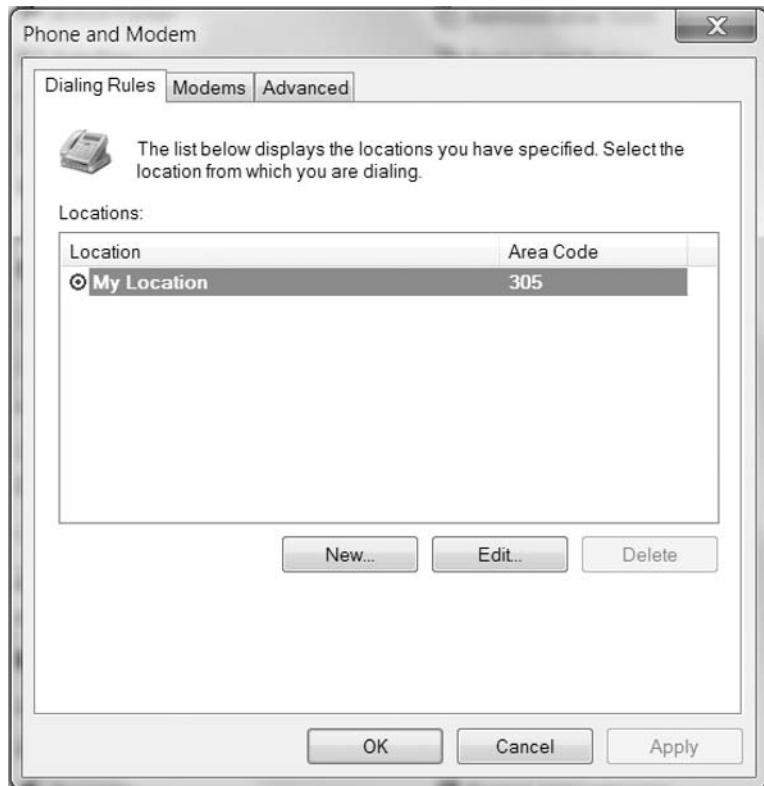 Phone and Modem
Dialing Rules
Modems
Advanced
The list below displays the locations you have specified. Select the
location from which you are dialing.
Locations:
Location Area Code
My Location 305
New... Edit... Delete
OK Cancel Apply